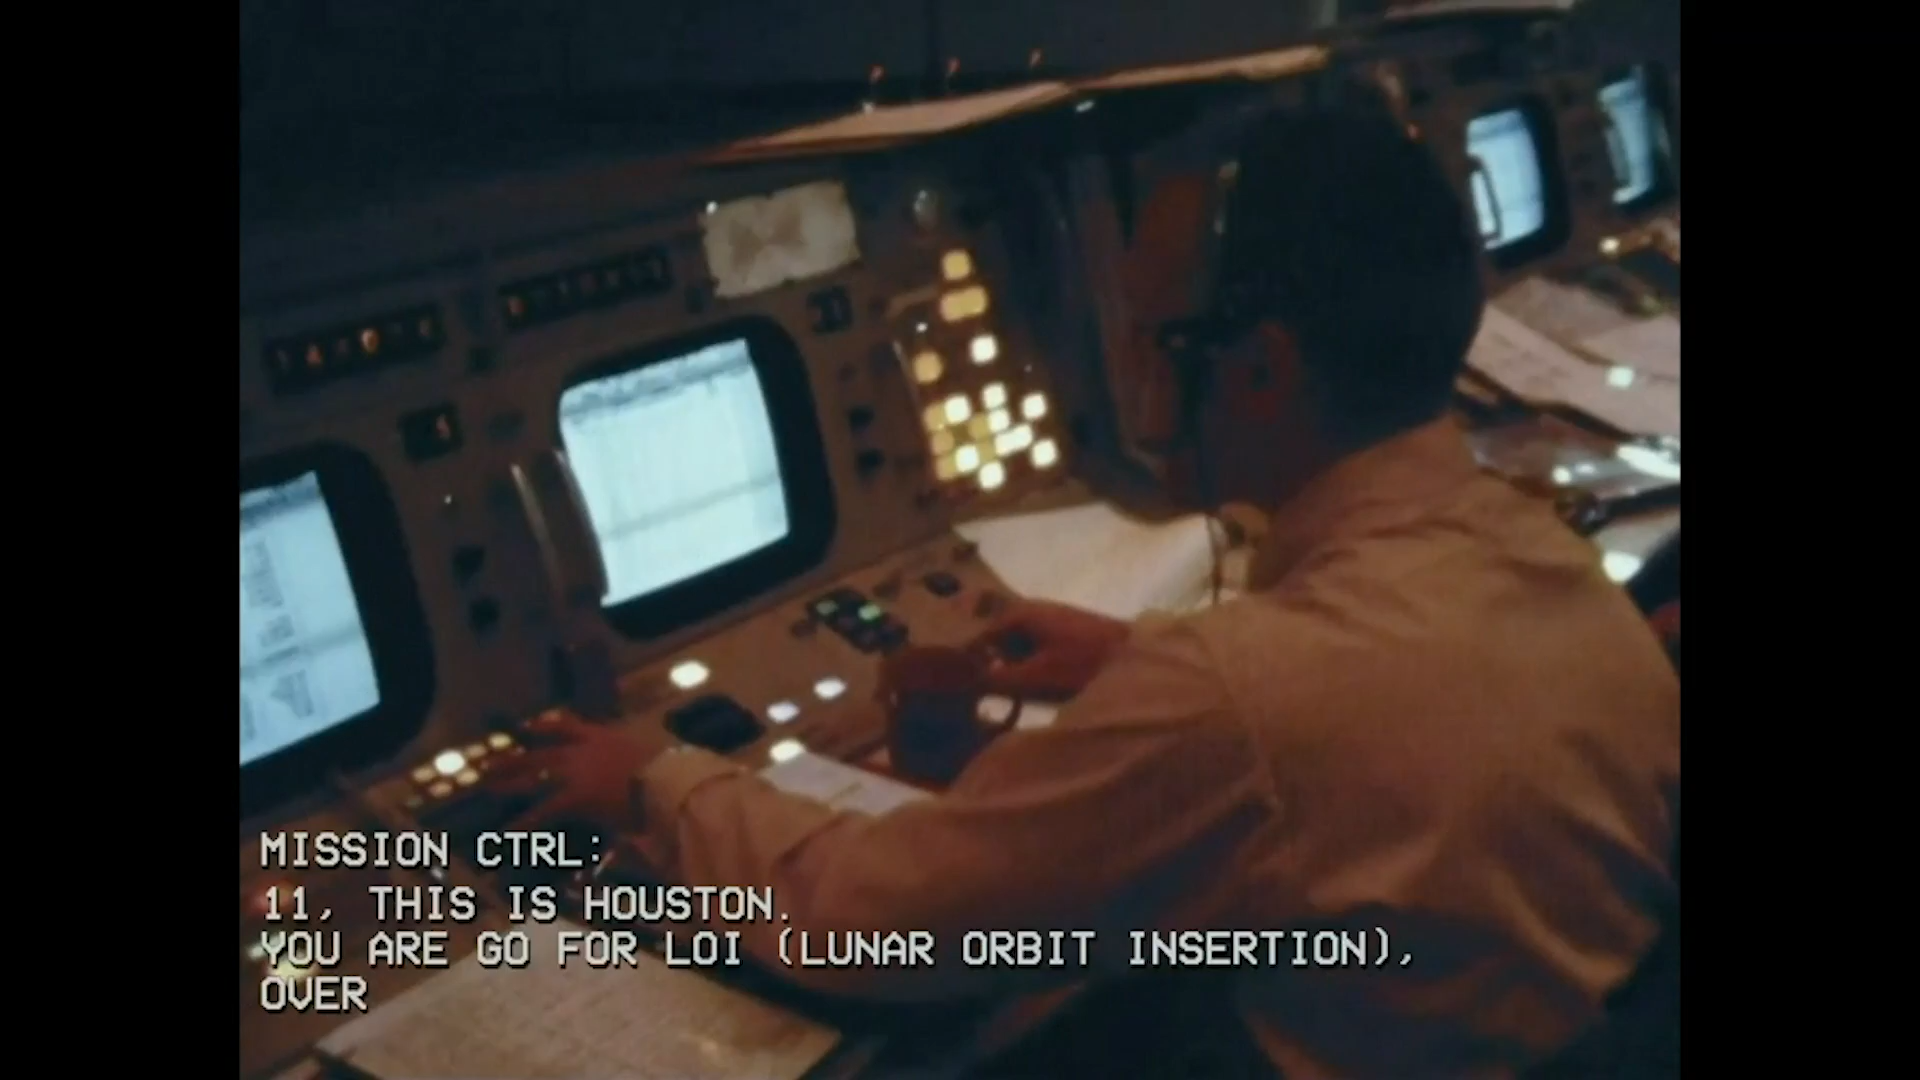 MISSION CTRL:
11, THIS IS HOUSTON.
YOU ARE GO FOR LOI (LUNAR ORBIT INSERTION),
OVER